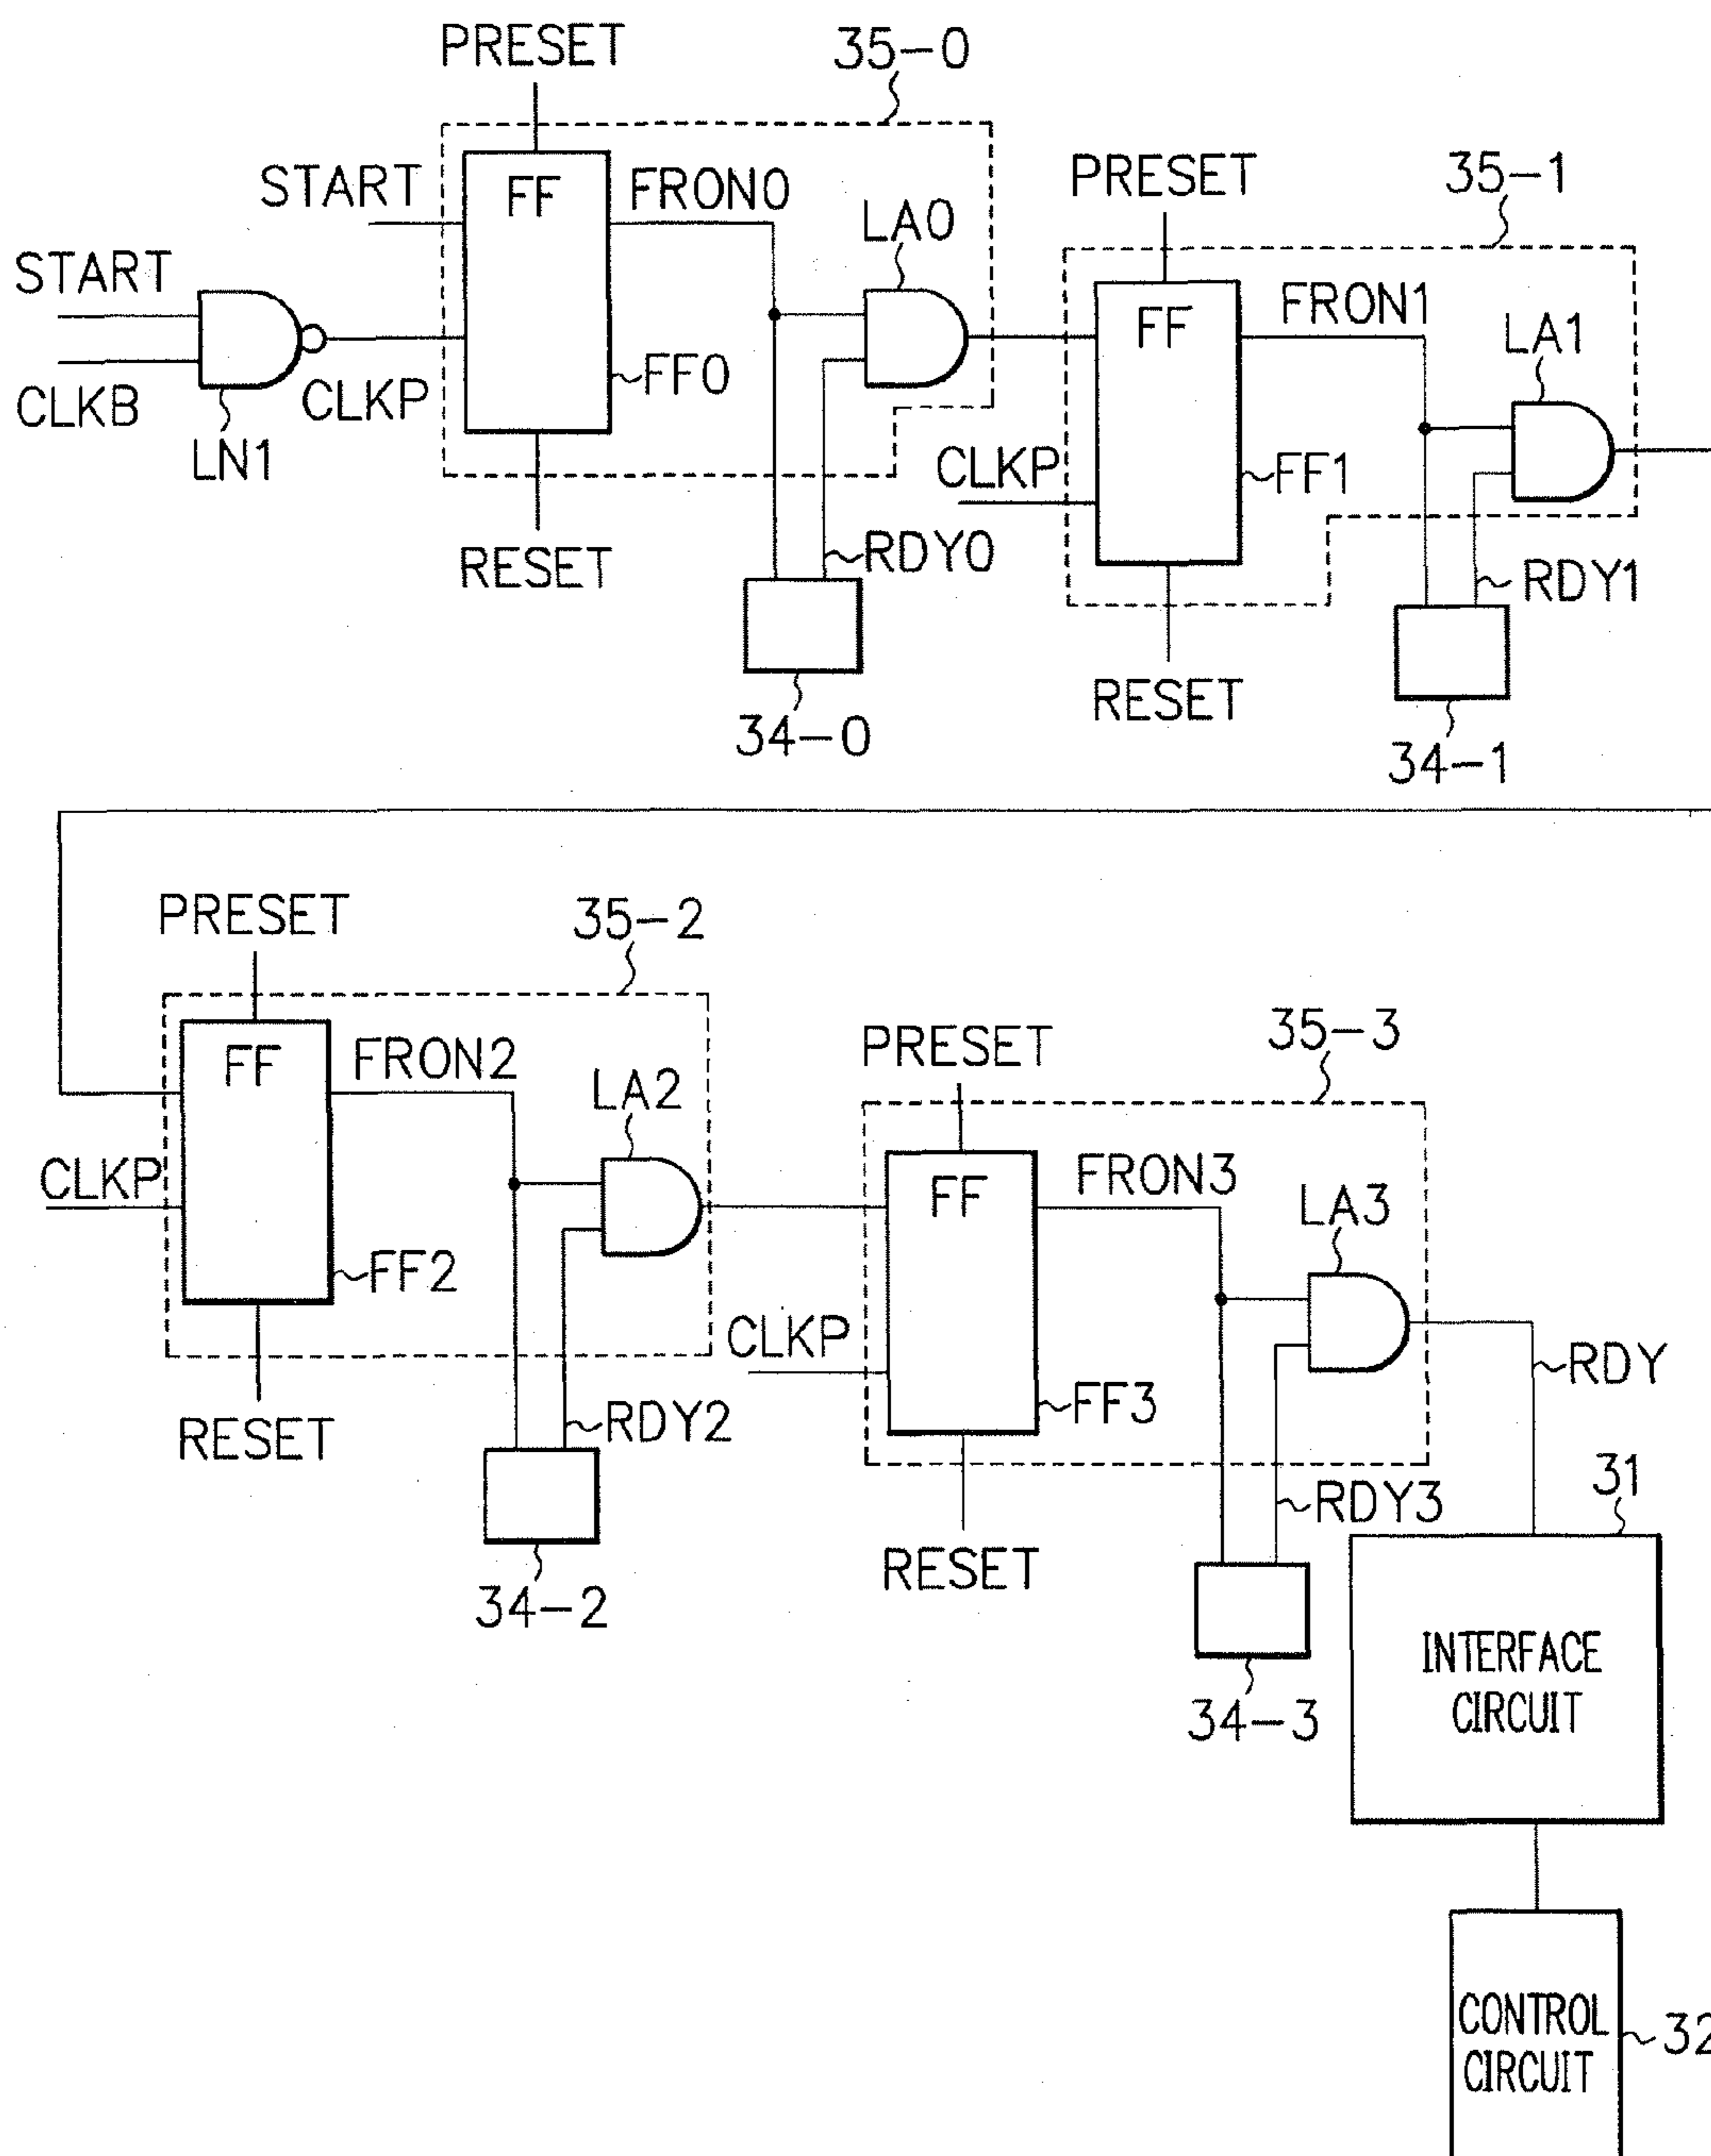 PRESET
35-0
START
FF
FRON0
LA0
PRESET
35-1
START
CLKB
LN1
CLKP
FF0
FF
FRON1
LA1
CLKP
FF1
RESET
RDY0
RDY1
34-0
RESET
34-1
PRESET
35-2
FF
FRON2
LA2
PRESET
35-3
CLKP
FF
FRON3
LA3
FF2
CLKP
RDY
RESET
RDY2
FF3
31
RDY3
34-2
RESET
34-3
INTERFACE
CIRCUIT
CONTROL
CIRCUIT
32